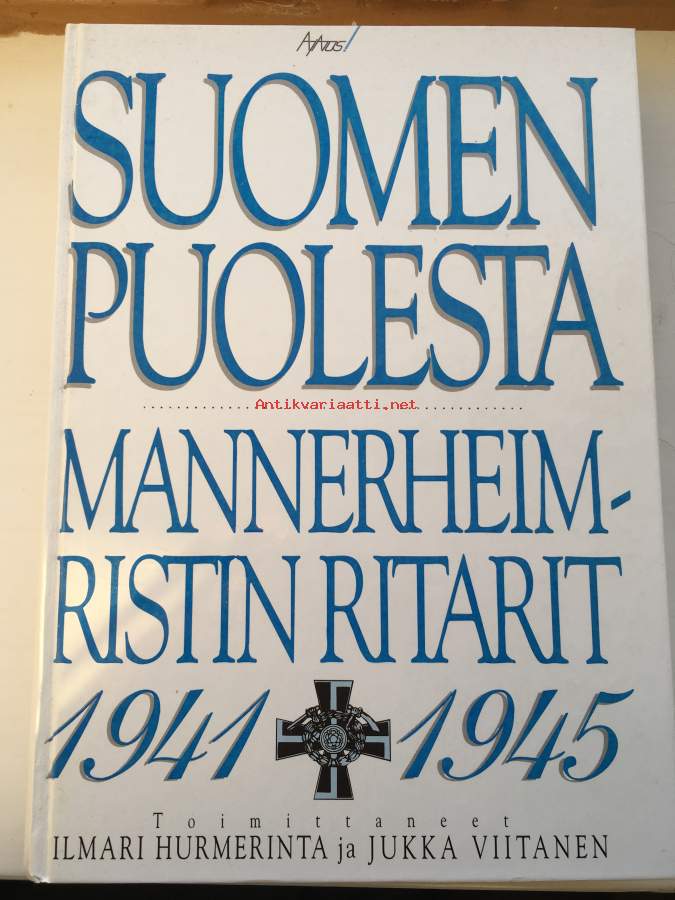 Ajatus
SUOMEN
PUOLESTA
Antikvariaatti.net
MANNERHEIM-
RISTIN RITARIT
1941 1945
Toimittaneet
ILMARI HURMERINTA ja JUKKA VIITANEN